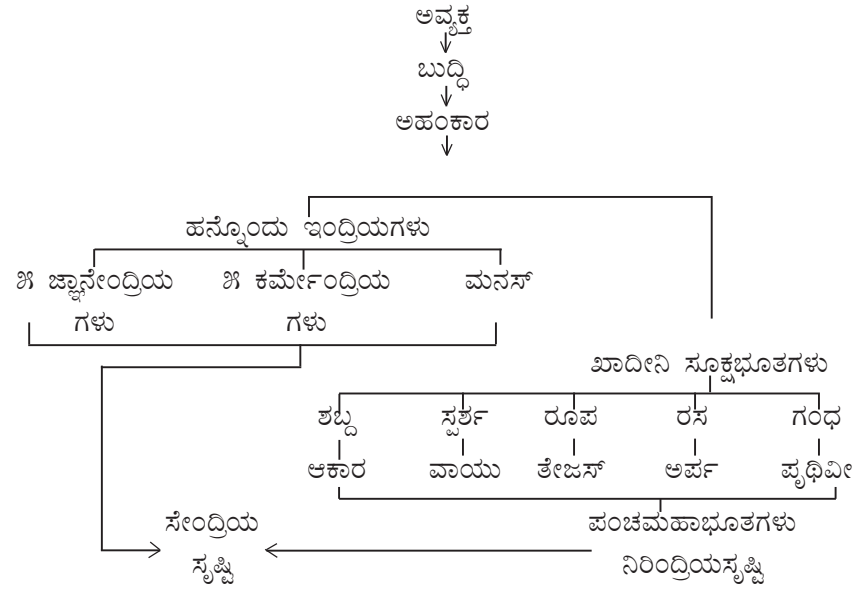 ಅವ್ಯಕ್ತ
ಬುದ್ಧಿ
ಅಹಂಕಾರ
ಹನ್ನೊಂದು ಇಂದ್ರಿಯಗಳು
೫ ಜ್ಞಾನೇಂದ್ರಿಯ ೫ ಕರ್ಮೇಂದ್ರಿಯ ಮನಸ್
ಗಳು ಗಳು
ಖಾದೀನಿ ಸೂಕ್ಷ್ಮಭೂತಗಳು
ಶಬ್ದ ಸ್ಪರ್ಶ ರೂಪ ರಸ ಗಂಧ
ಆಕಾರ ವಾಯು ತೇಜಸ್ ಅರ್ಪ ಪೃಥಿವೀ
ಸೇಂದ್ರಿಯ ಪಂಚಮಹಾಭೂತಗಳು
ಸೃಷ್ಟಿ ನಿರಿಂದ್ರಿಯಸೃಷ್ಟಿ